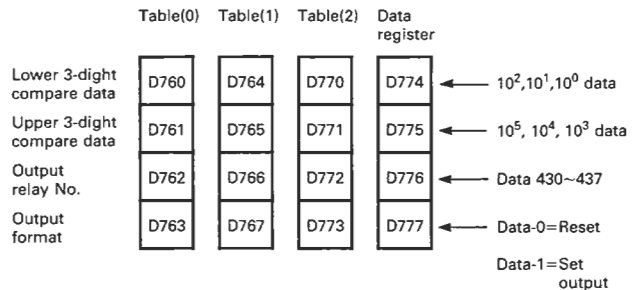 Table(0) Table(1) Table(2) Data
register
Lower 3-dight
compare data
D760 D764 D770 D774
10²,10¹,10⁰ data
Upper 3-dight
compare data
D761 D765 D771 D775
10⁵, 10⁴, 10³ data
Output
relay No.
D762 D766 D772 D776
Data 430~437
Output
format
D763 D767 D773 D777
Data-0=Reset
Data-1=Set
output